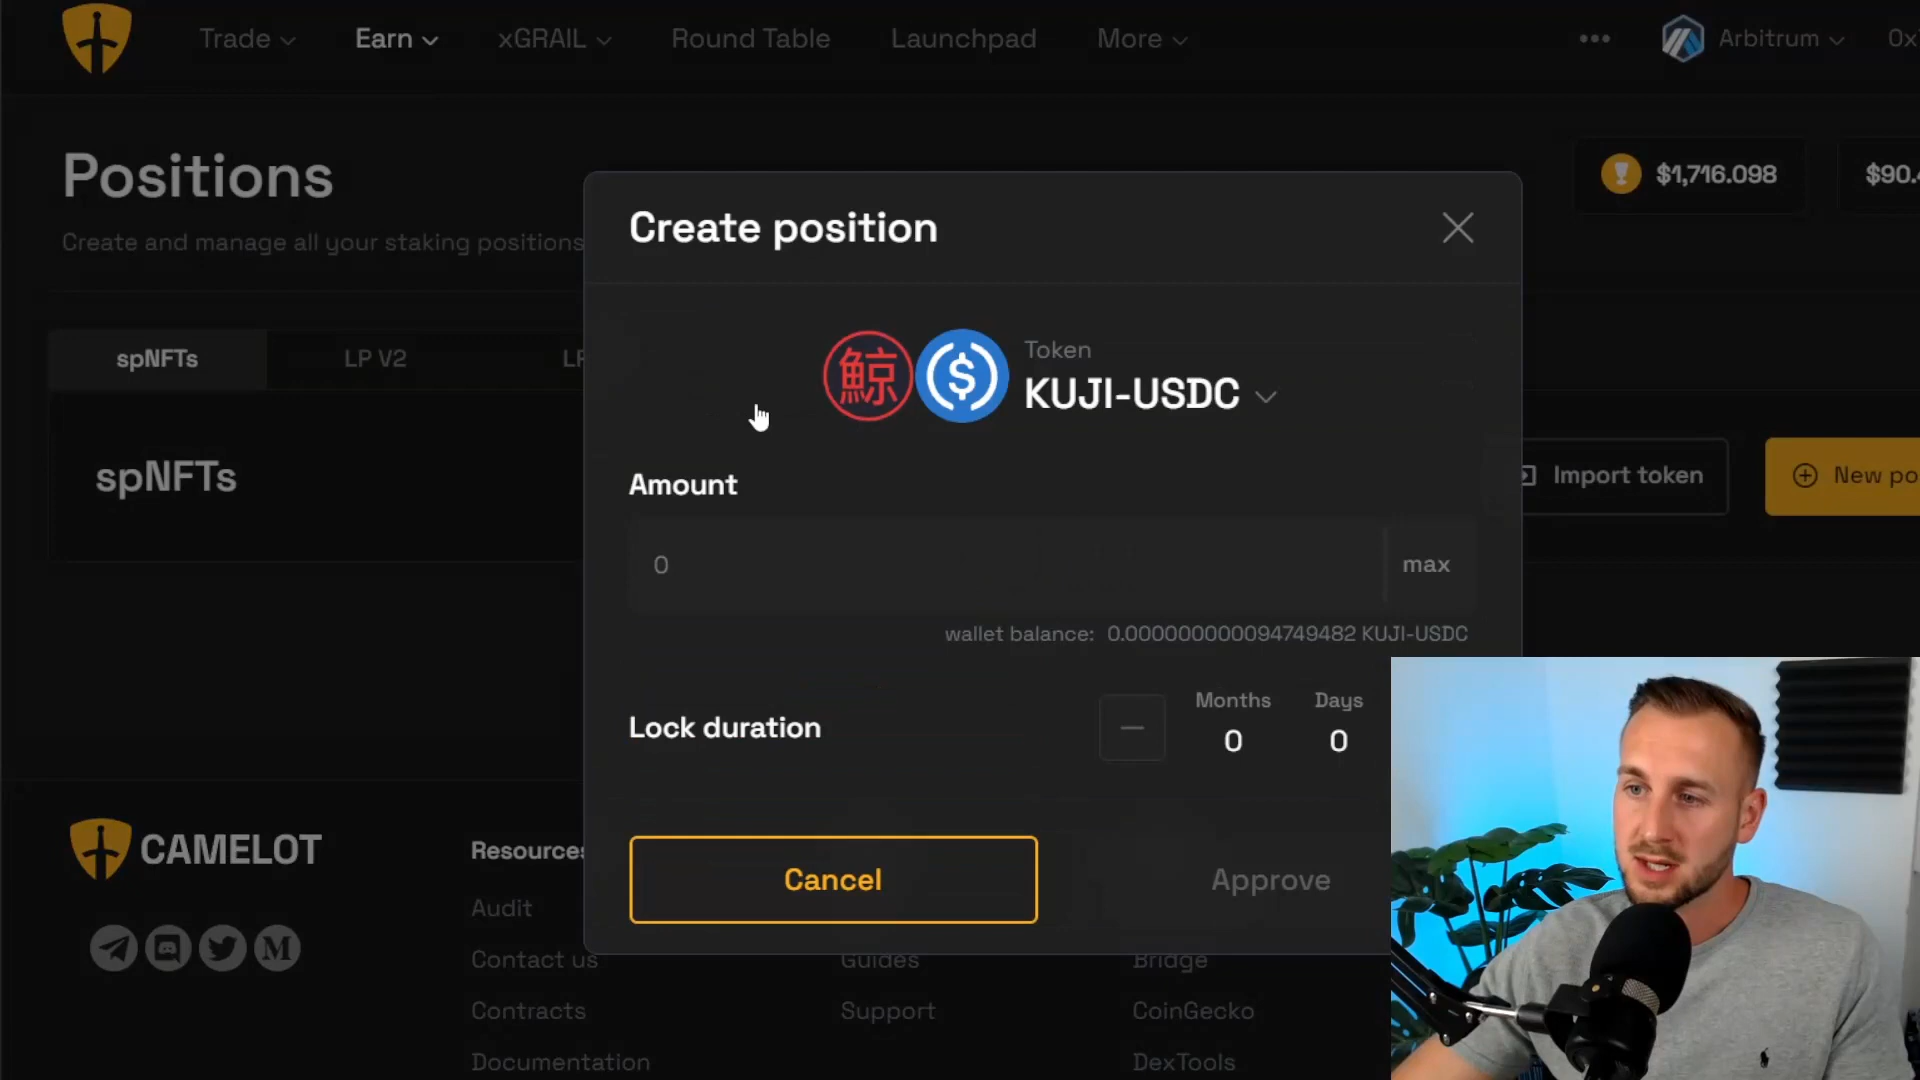 Trade
Earn
xGRAIL
Round Table
Launchpad
More
Arbitrum
0x
Positions
Create and manage all your staking positions
$1,716.098
$90.4
Create position
鯨
$
Token
KUJI-USDC
spNFTs
LP V2
spNFTs
Import token
New po
Amount
0
max
wallet balance: 0.000000000094749482 KUJI-USDC
Lock duration
Months
Days
0
0
Cancel
Approve
CAMELOT
Resources
Audit
Contact us
Contracts
Documentation
Guides
Support
Bridge
CoinGecko
DexTools
M